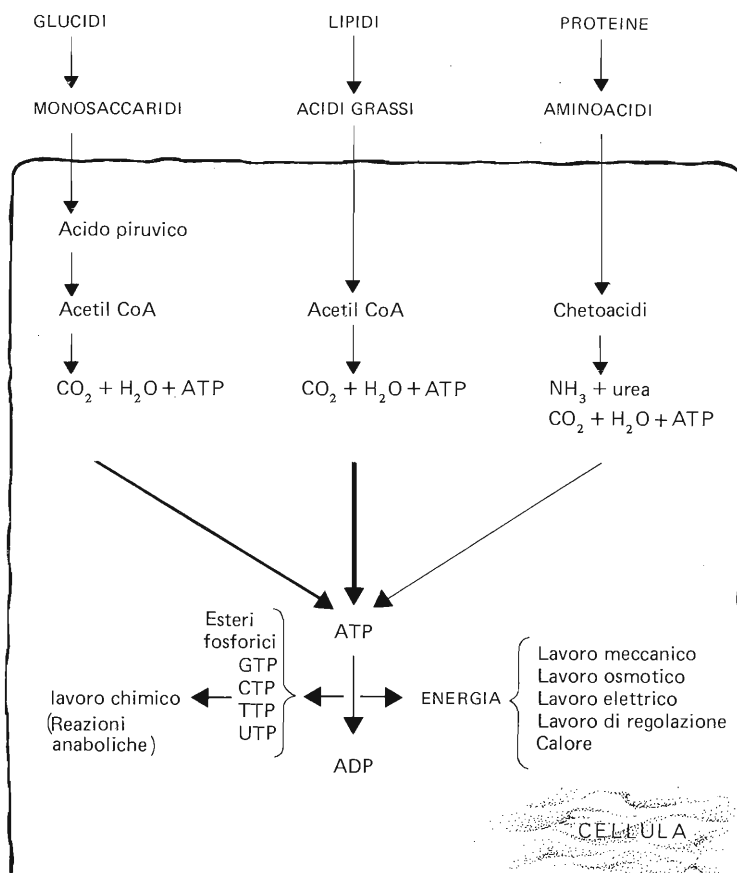 GLUCIDI
LIPIDI
PROTEINE
MONOSACCARIDI
ACIDI GRASSI
AMINOACIDI
Acido piruvico
Acetil CoA
Acetil CoA
Chetoacidi
CO₂ + H₂O + ATP
CO₂ + H₂O + ATP
NH₃ + urea
CO₂ + H₂O + ATP
ATP
Esteri
fosforici
GTP
CTP
TTP
UTP
lavoro chimico
(Reazioni
anaboliche)
ENERGIA
Lavoro meccanico
Lavoro osmotico
Lavoro elettrico
Lavoro di regolazione
Calore
ADP
CELLULA